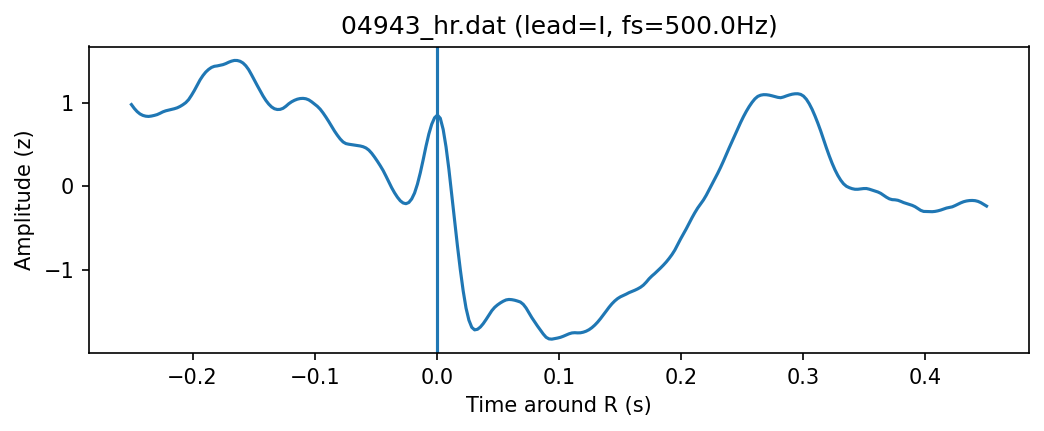 04943_hr.dat (lead=I, fs=500.0Hz)
Amplitude (z)
1
0
−1
−0.2 −0.1 0.0 0.1 0.2 0.3 0.4
Time around R (s)